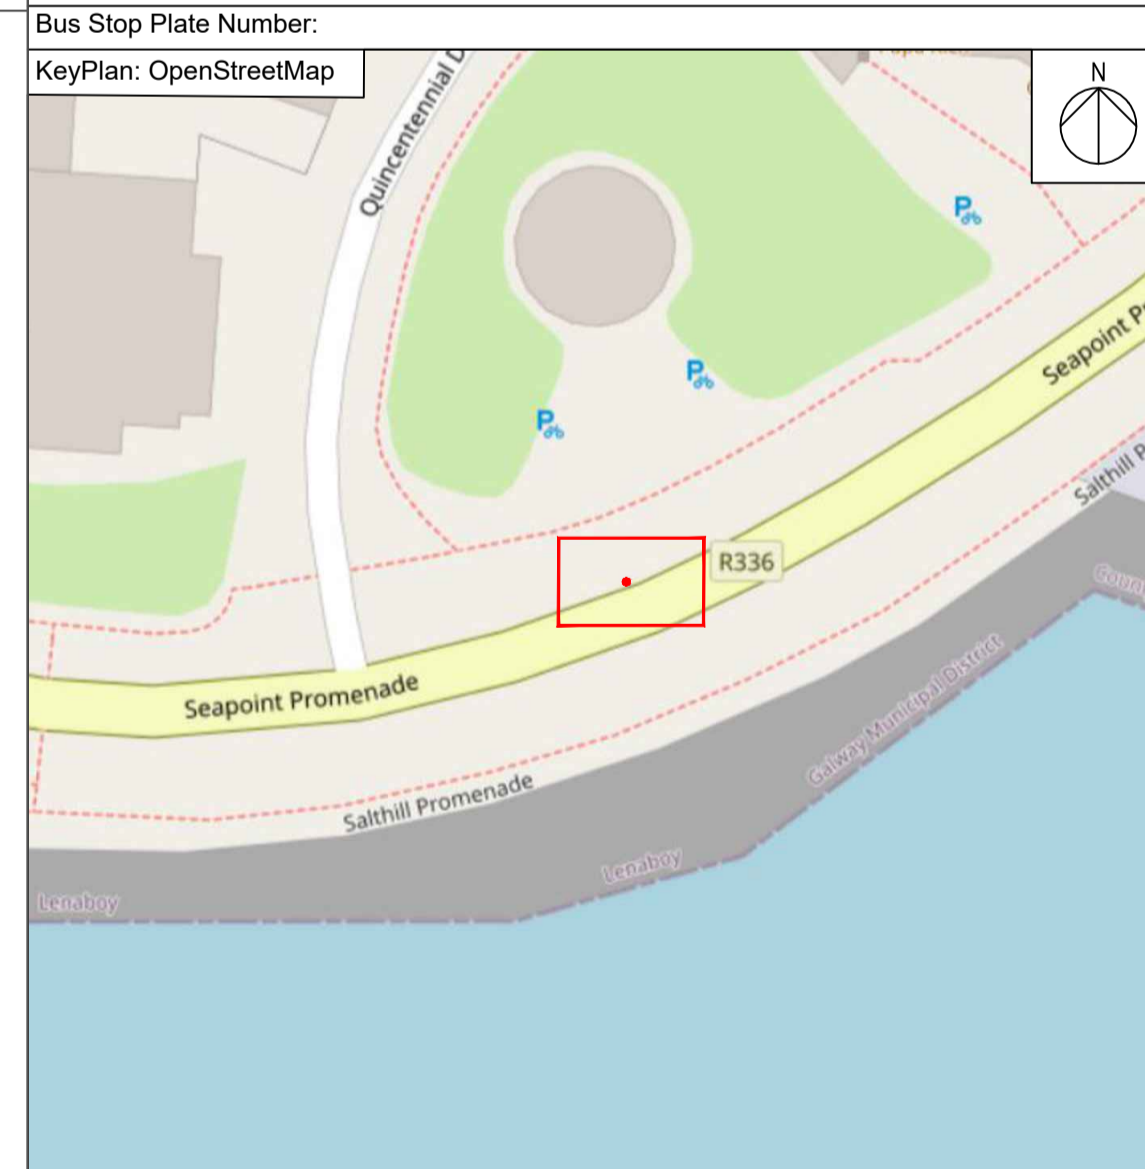 Bus Stop Plate Number:
KeyPlan: OpenStreetMap
N
Quincentennial D
P
Seapoint P
P
P
Salthill P
R336
Coun
Seapoint Promenade
Galway Municipal District
Salthill Promenade
Lenaboy
Lenaboy